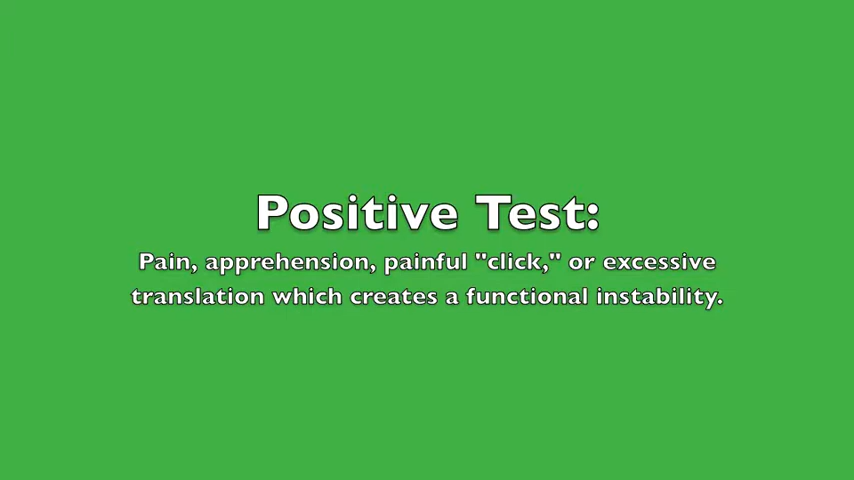 Positive Test:
Pain, apprehension, painful "click," or excessive
translation which creates a functional instability.